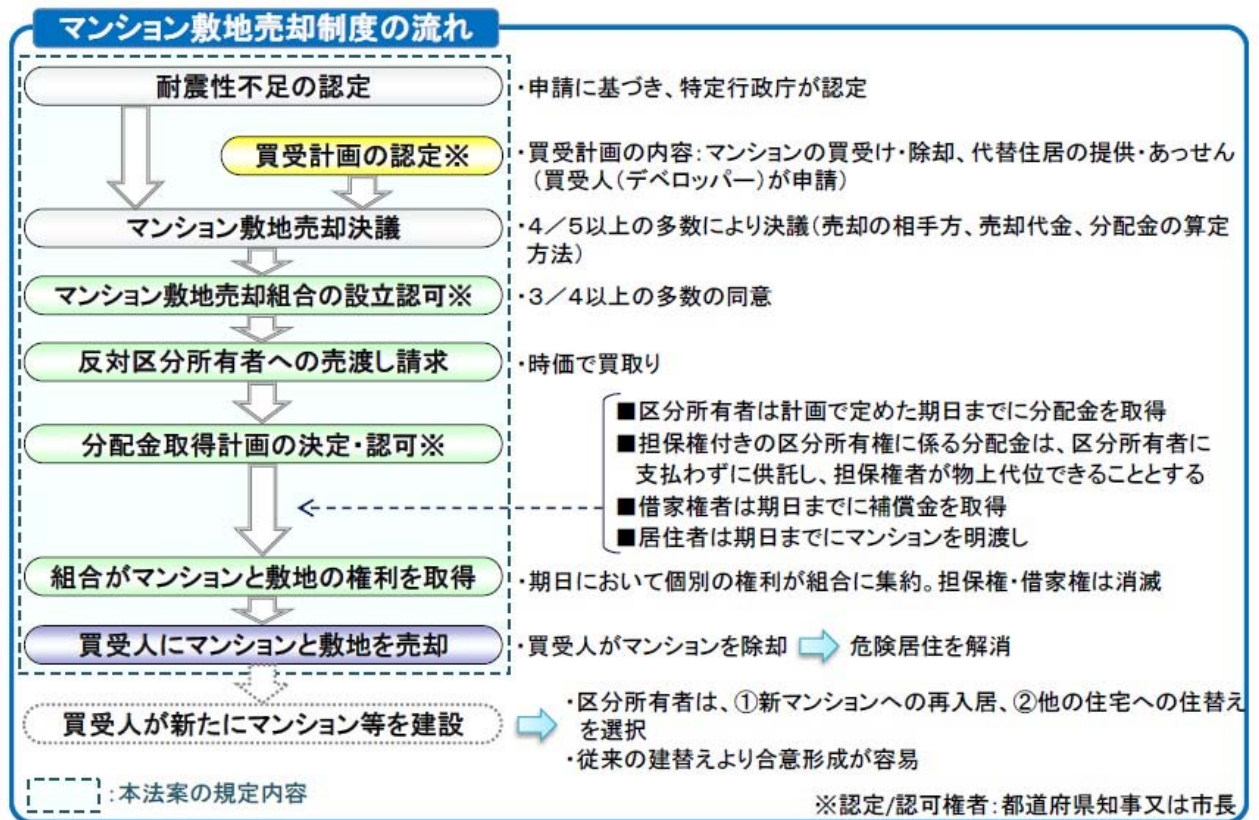 マンション敷地売却制度の流れ
耐震性不足の認定
・申請に基づき、特定行政庁が認定
買受計画の認定※
・買受計画の内容：マンションの買受け・除却、代替住居の提供・あっせん
（買受人（デベロッパー）が申請）
マンション敷地売却決議
・４／５以上の多数により決議（売却の相手方、売却代金、分配金の算定
方法）
マンション敷地売却組合の設立認可※
・３／４以上の多数の同意
反対区分所有者への売渡し請求
・時価で買取り
分配金取得計画の決定・認可※
■区分所有者は計画で定めた期日までに分配金を取得
■担保権付きの区分所有権に係る分配金は、区分所有者に
支払わずに供託し、担保権者が物上代位できることとする
■借家権者は期日までに補償金を取得
■居住者は期日までにマンションを明渡し
組合がマンションと敷地の権利を取得
・期日において個別の権利が組合に集約。担保権・借家権は消滅
買受人にマンションと敷地を売却
・買受人がマンションを除却 危険居住を解消
買受人が新たにマンション等を建設
・区分所有者は、①新マンションへの再入居、②他の住宅への住替え
を選択
・従来の建替えより合意形成が容易
：本法案の規定内容
※認定/認可権者：都道府県知事又は市長